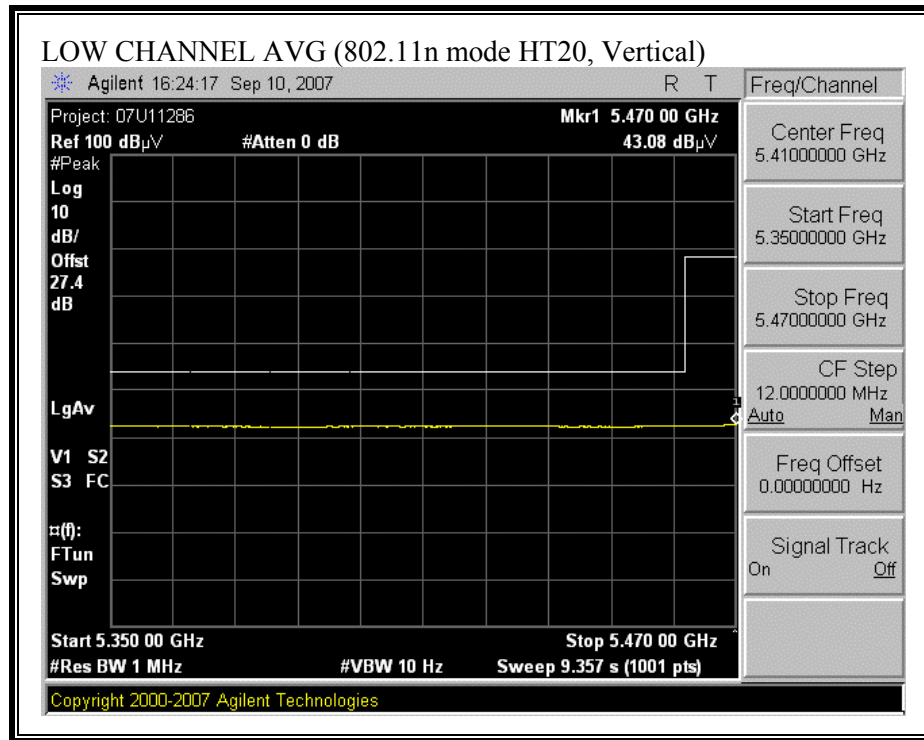 LOW CHANNEL AVG (802.11n mode HT20, Vertical)
Agilent 16:24:17 Sep 10, 2007 R T
Freq/Channel
Project: 07U11286 Mkr1 5.470 00 GHz
Ref 100 dBµV #Atten 0 dB 43.08 dBµV
#Peak
Log
10
dB/
Offst
27.4
dB
LgAv
V1 S2
S3 FC
¤(f):
FTun
Swp
1
Start 5.350 00 GHz Stop 5.470 00 GHz
#Res BW 1 MHz #VBW 10 Hz Sweep 9.357 s (1001 pts)
Center Freq
5.41000000 GHz
Start Freq
5.35000000 GHz
Stop Freq
5.47000000 GHz
CF Step
12.0000000 MHz
Auto Man
Freq Offset
0.00000000 Hz
Signal Track
On Off
Copyright 2000-2007 Agilent Technologies